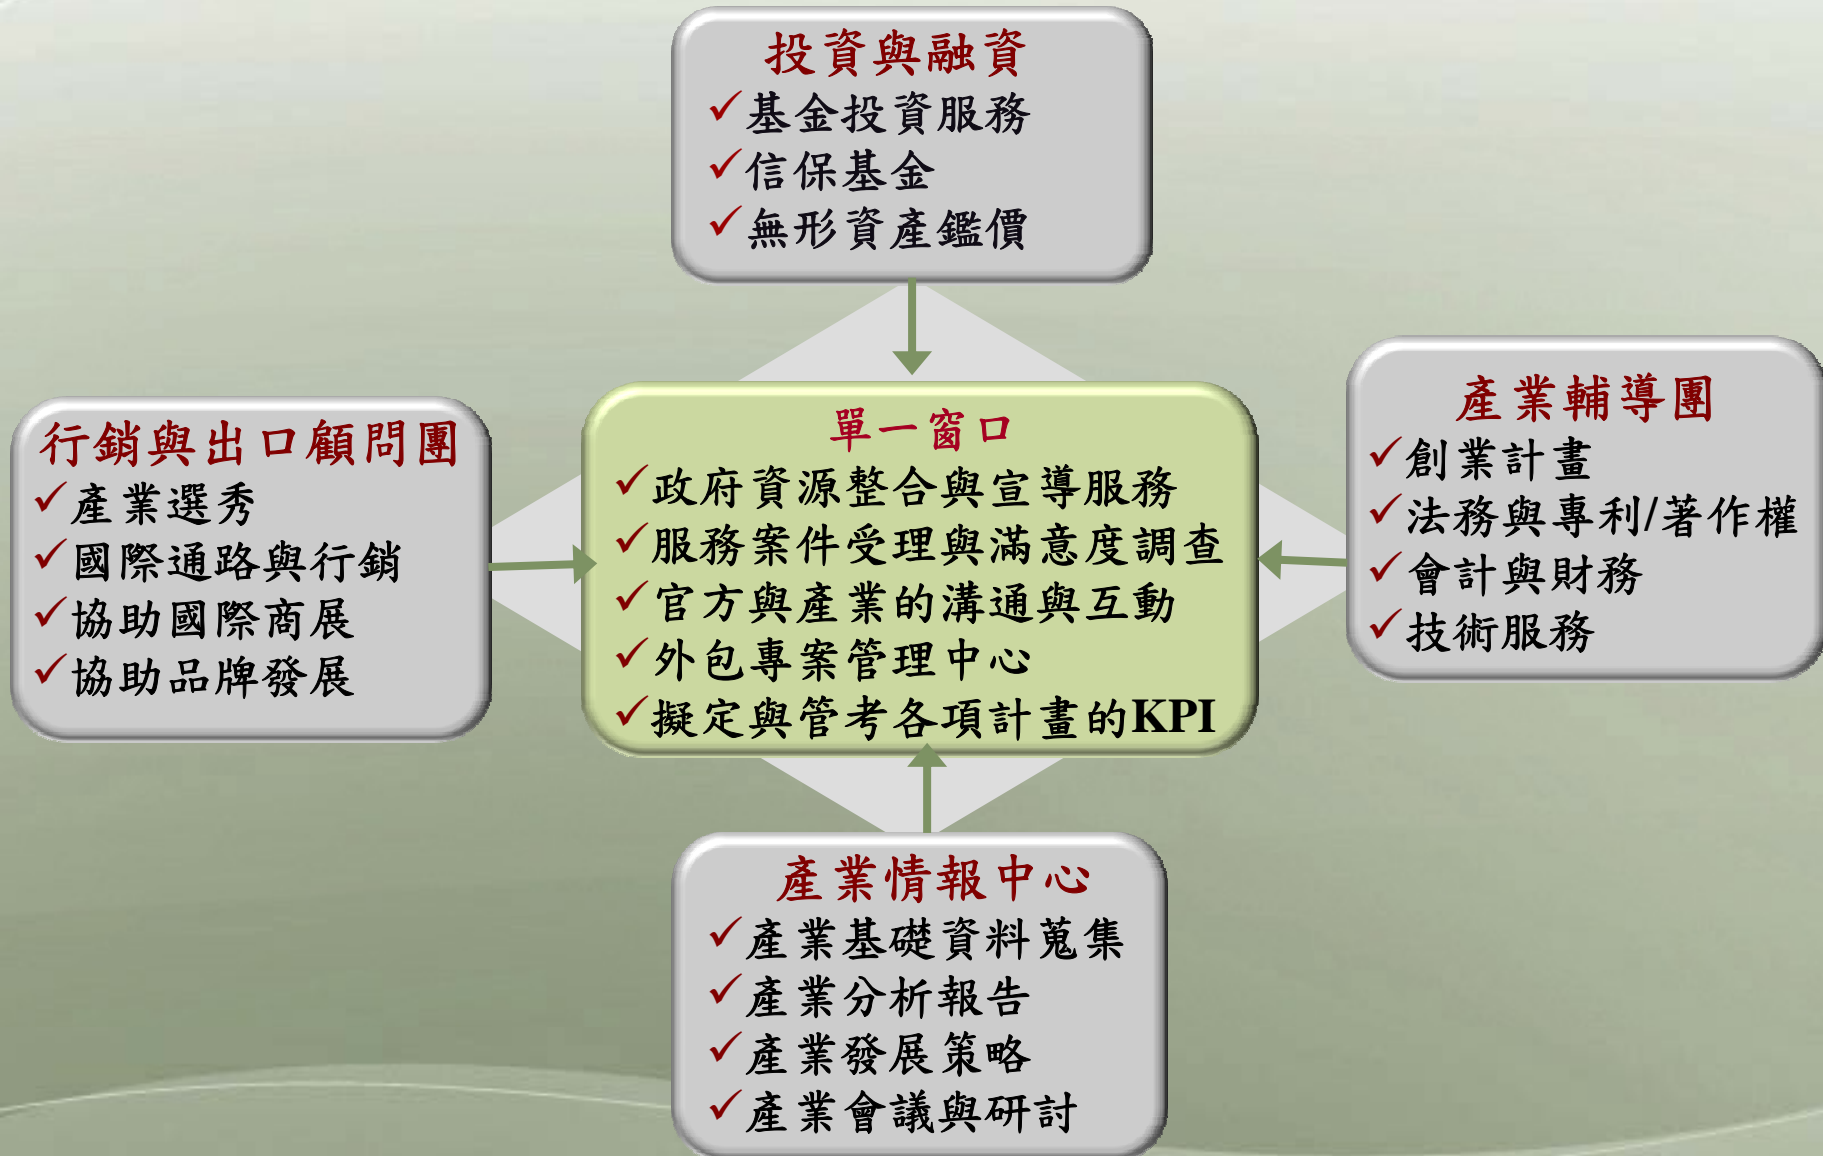 投資與融資
✓基金投資服務
✓信保基金
✓無形資產鑑價
行銷與出口顧問團
✓產業選秀
✓國際通路與行銷
✓協助國際商展
✓協助品牌發展
單一窗口
✓政府資源整合與宣導服務
✓服務案件受理與滿意度調查
✓官方與產業的溝通與互動
✓外包專案管理中心
✓擬定與管考各項計畫的KPI
產業輔導團
✓創業計畫
✓法務與專利/著作權
✓會計與財務
✓技術服務
產業情報中心
✓產業基礎資料蒐集
✓產業分析報告
✓產業發展策略
✓產業會議與研討